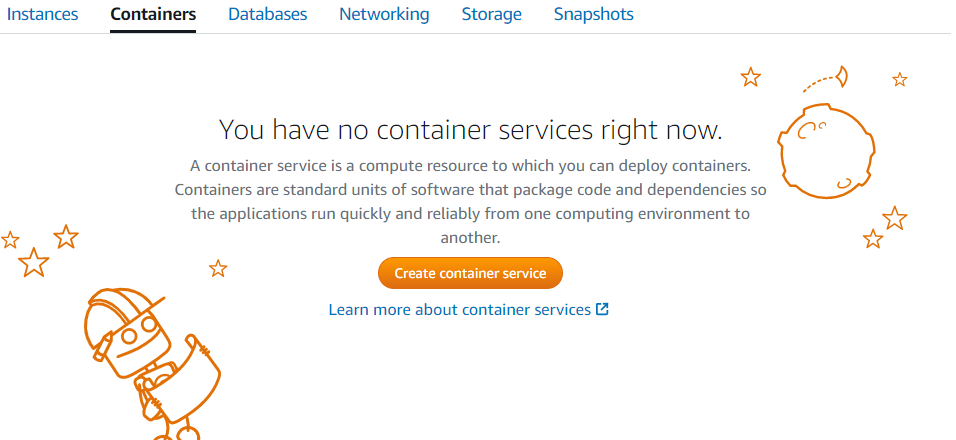 Instances Containers Databases Networking Storage Snapshots
You have no container services right now.
A container service is a compute resource to which you can deploy containers.
Containers are standard units of software that package code and dependencies so
the applications run quickly and reliably from one computing environment to
another.
Create container service
Learn more about container services